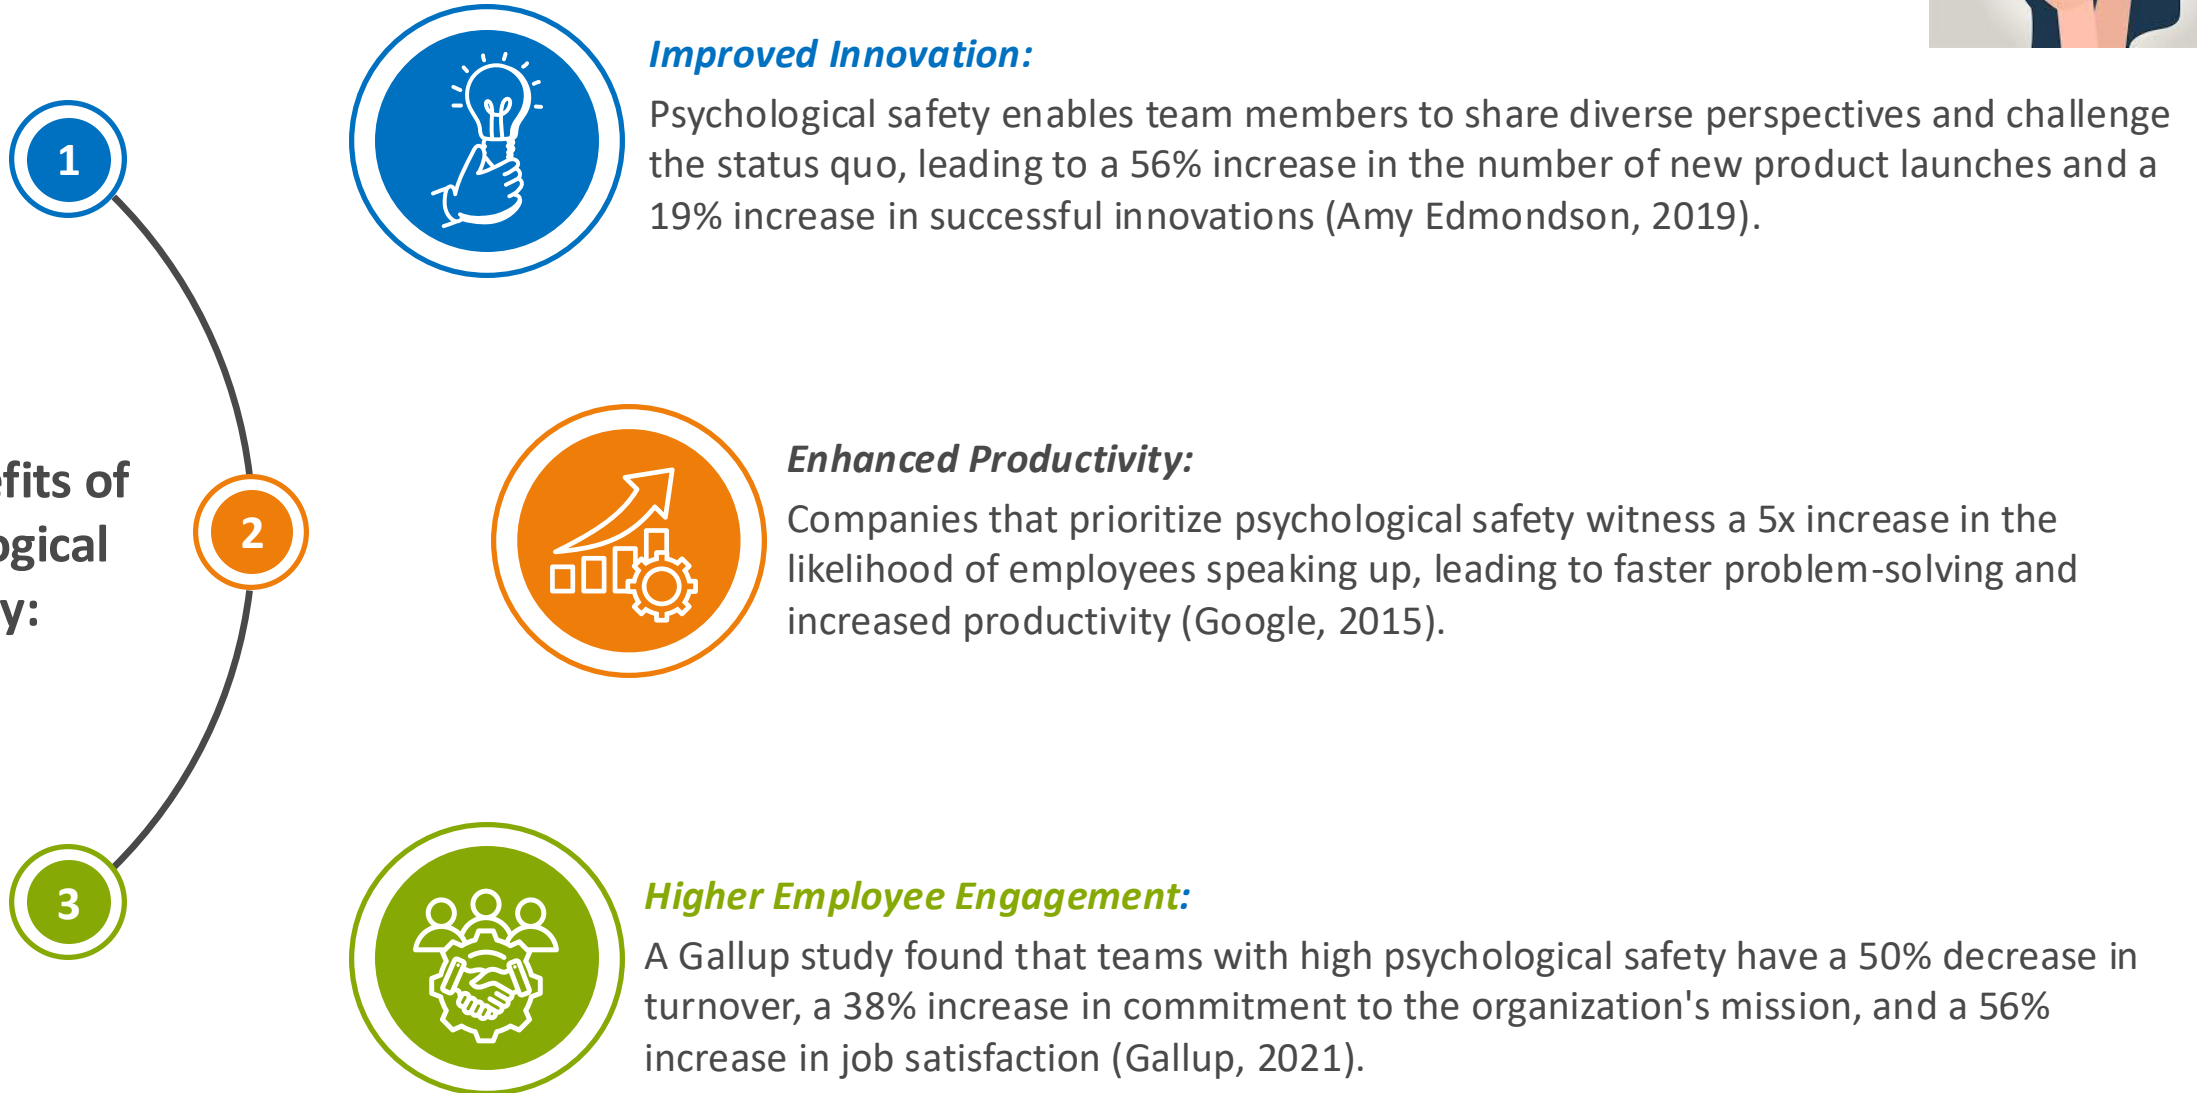 1
Improved Innovation:
Psychological safety enables team members to share diverse perspectives and challenge
the status quo, leading to a 56% increase in the number of new product launches and a
19% increase in successful innovations (Amy Edmondson, 2019).
efits of
ogical
y:
2
Enhanced Productivity:
Companies that prioritize psychological safety witness a 5x increase in the
likelihood of employees speaking up, leading to faster problem-solving and
increased productivity (Google, 2015).
3
Higher Employee Engagement:
A Gallup study found that teams with high psychological safety have a 50% decrease in
turnover, a 38% increase in commitment to the organization's mission, and a 56%
increase in job satisfaction (Gallup, 2021).